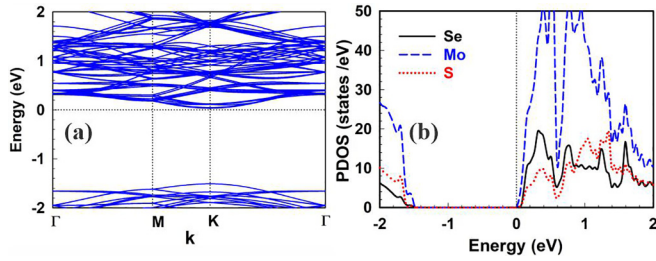 2
1
0
-1
-2
Energy (eV)
(a)
Γ M K Γ
k
50
40
30
20
10
0
PDOS (states /eV)
Se
Mo
S
(b)
-2 -1 0 1 2
Energy (eV)